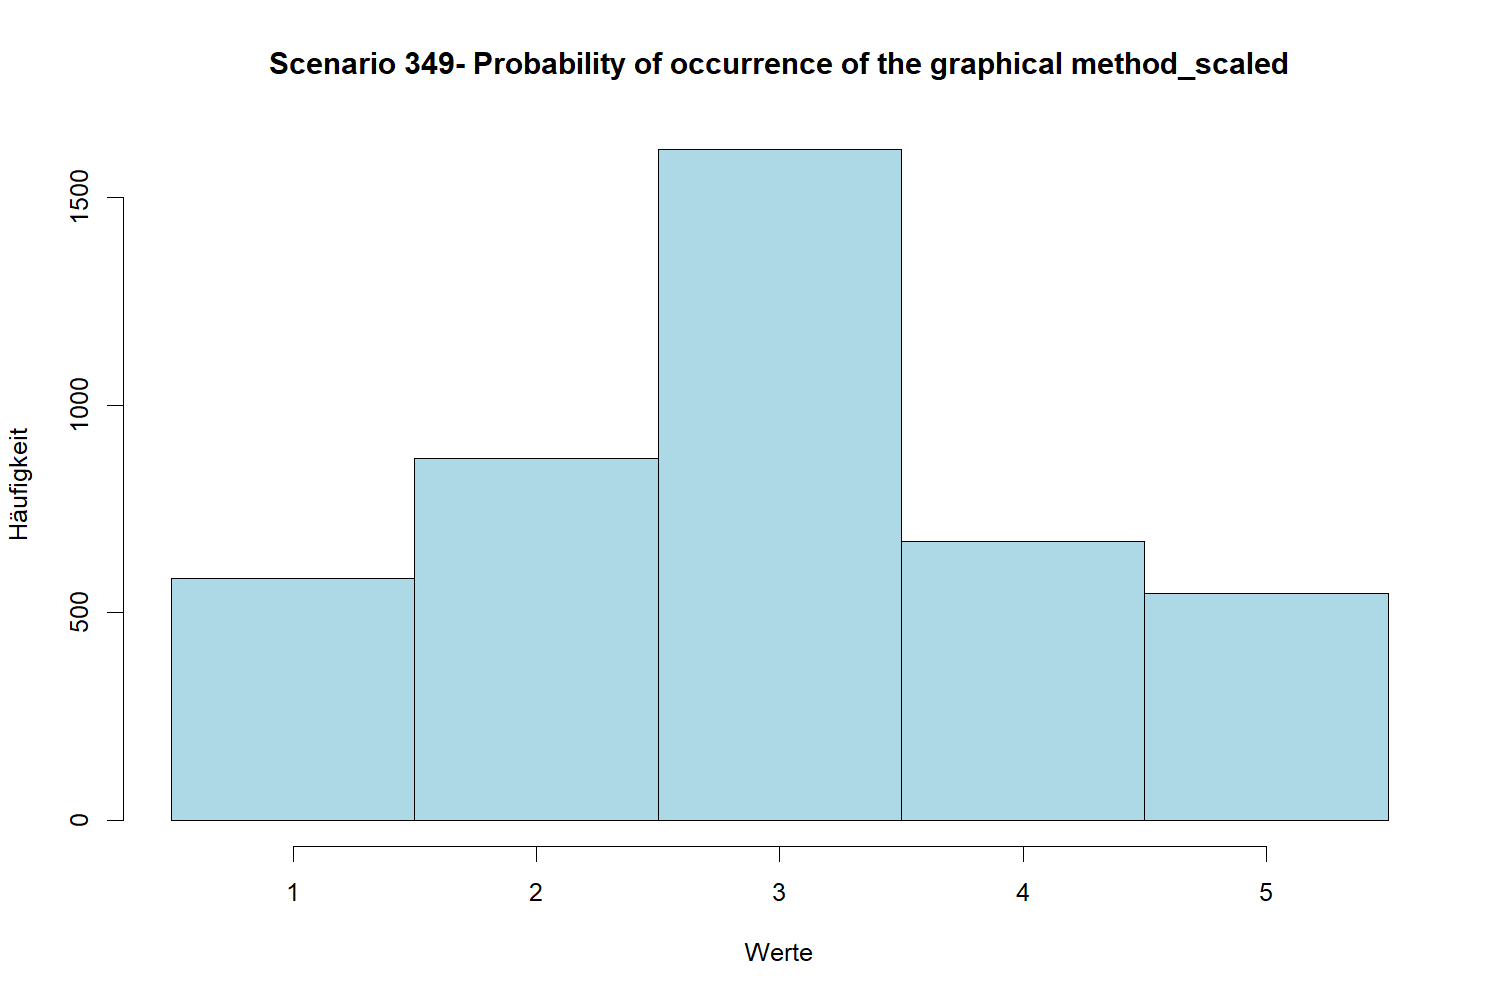 Scenario 349- Probability of occurrence of the graphical method_scaled
Häufigkeit
1500
1000
500
0
1 2 3 4 5
Werte